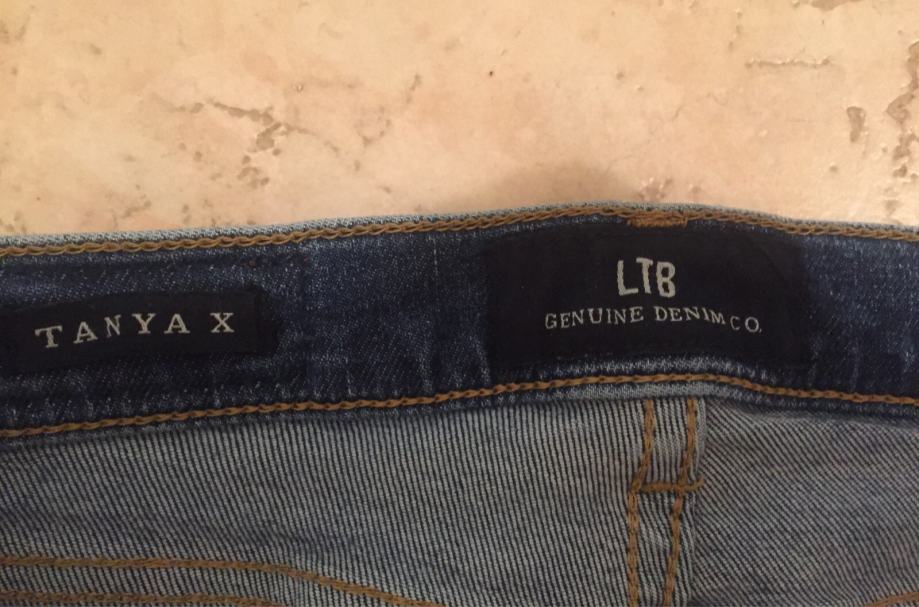 TANYA X
LTB
GENUINE DENIM CO.